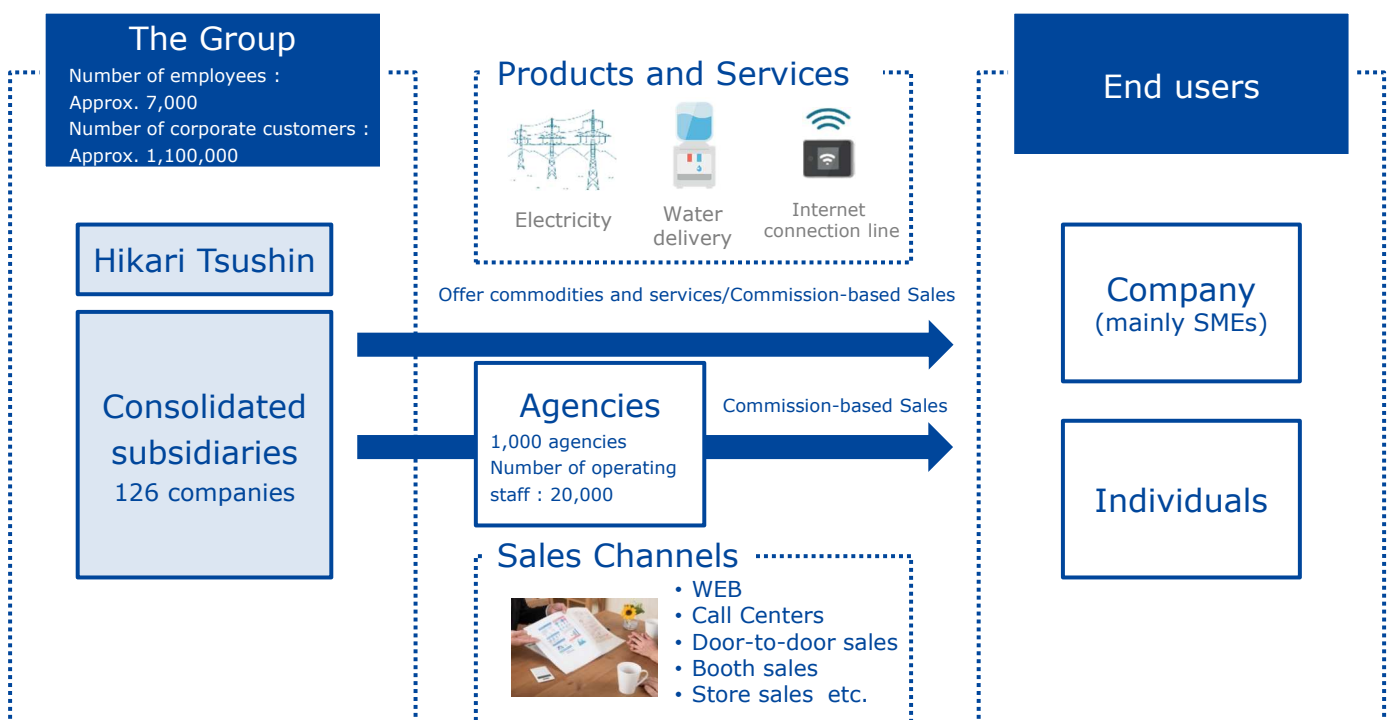 The Group
Number of employees :
Approx. 7,000
Number of corporate customers :
Approx. 1,100,000
Hikari Tsushin
Consolidated
subsidiaries
126 companies
Products and Services
Electricity
Water
delivery
Internet
connection line
Offer commodities and services/Commission-based Sales
Agencies
1,000 agencies
Number of operating
staff : 20,000
Commission-based Sales
Sales Channels
• WEB
• Call Centers
• Door-to-door sales
• Booth sales
• Store sales etc.
End users
Company
(mainly SMEs)
Individuals